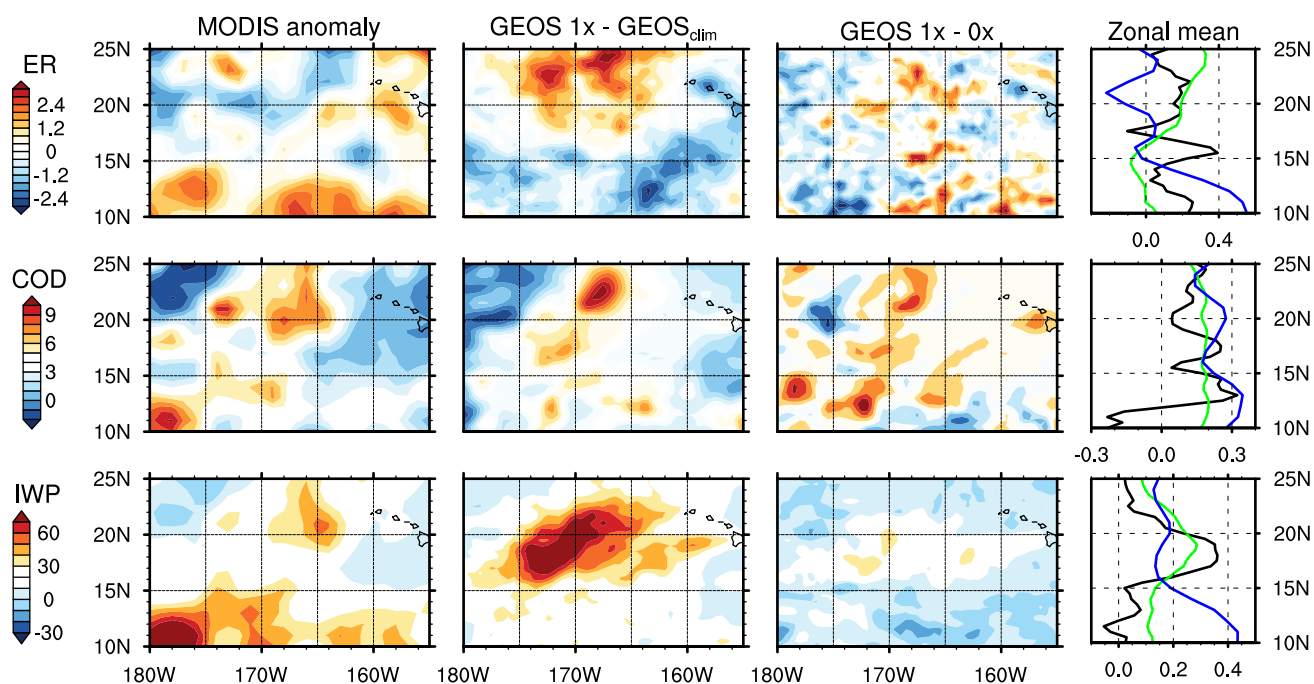 MODIS anomaly GEOS 1x - GEOSclim GEOS 1x - 0x Zonal mean
ER
2.4
1.2
0
-1.2
-2.4
25N
20N
15N
10N
25N
20N
15N
10N
0.0 0.4
COD
9
6
3
0
25N
20N
15N
10N
25N
20N
15N
10N
-0.3 0.0 0.3
IWP
60
30
0
-30
25N
20N
15N
10N
25N
20N
15N
10N
180W 170W 160W 180W 170W 160W 180W 170W 160W 0.0 0.2 0.4